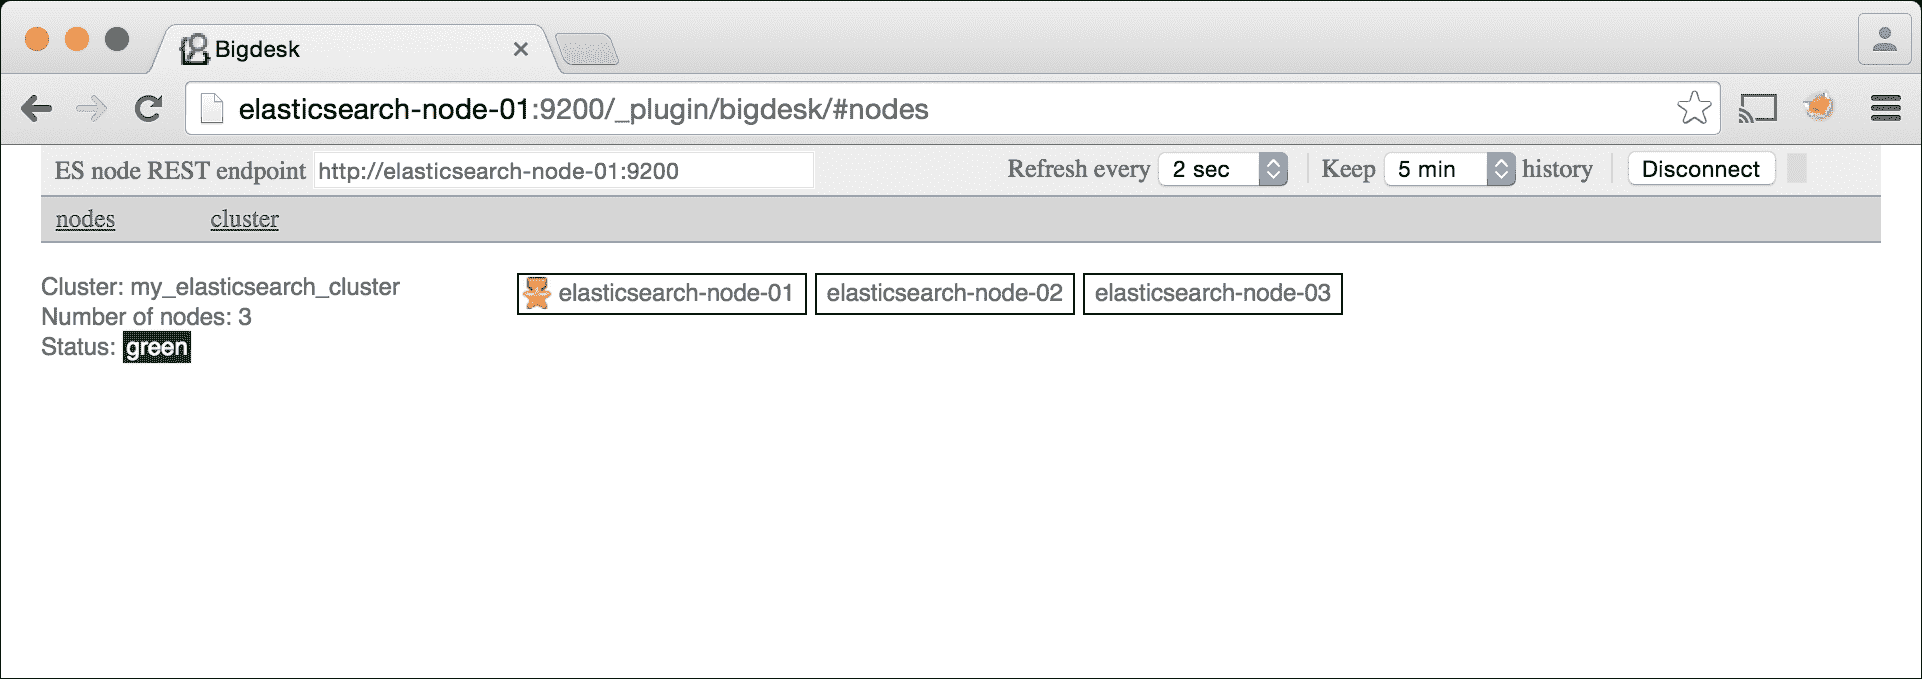 Bigdesk
elasticsearch-node-01:9200/_plugin/bigdesk/#nodes
ES node REST endpoint http://elasticsearch-node-01:9200 Refresh every 2 sec Keep 5 min history Disconnect
nodes cluster
Cluster: my_elasticsearch_cluster elasticsearch-node-01 elasticsearch-node-02 elasticsearch-node-03
Number of nodes: 3
Status: green